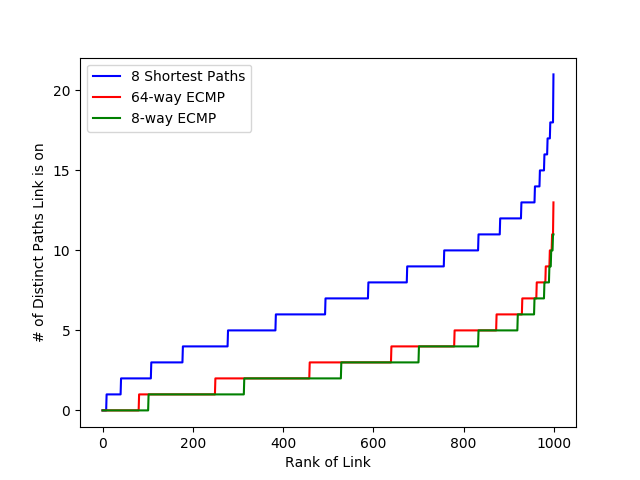 8 Shortest Paths
64-way ECMP
8-way ECMP
# of Distinct Paths Link is on
20
15
10
5
0
0 200 400 600 800 1000
Rank of Link